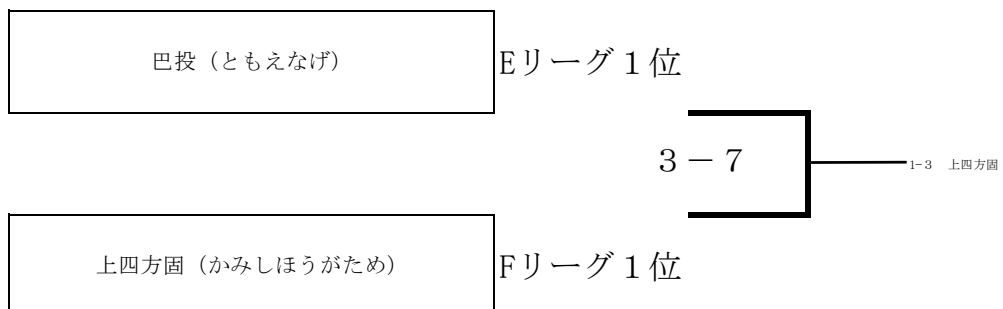 巴投（ともえなげ）
Eリーグ１位
３－７
1-3　上四方固
上四方固（かみしほうがため）
Fリーグ１位